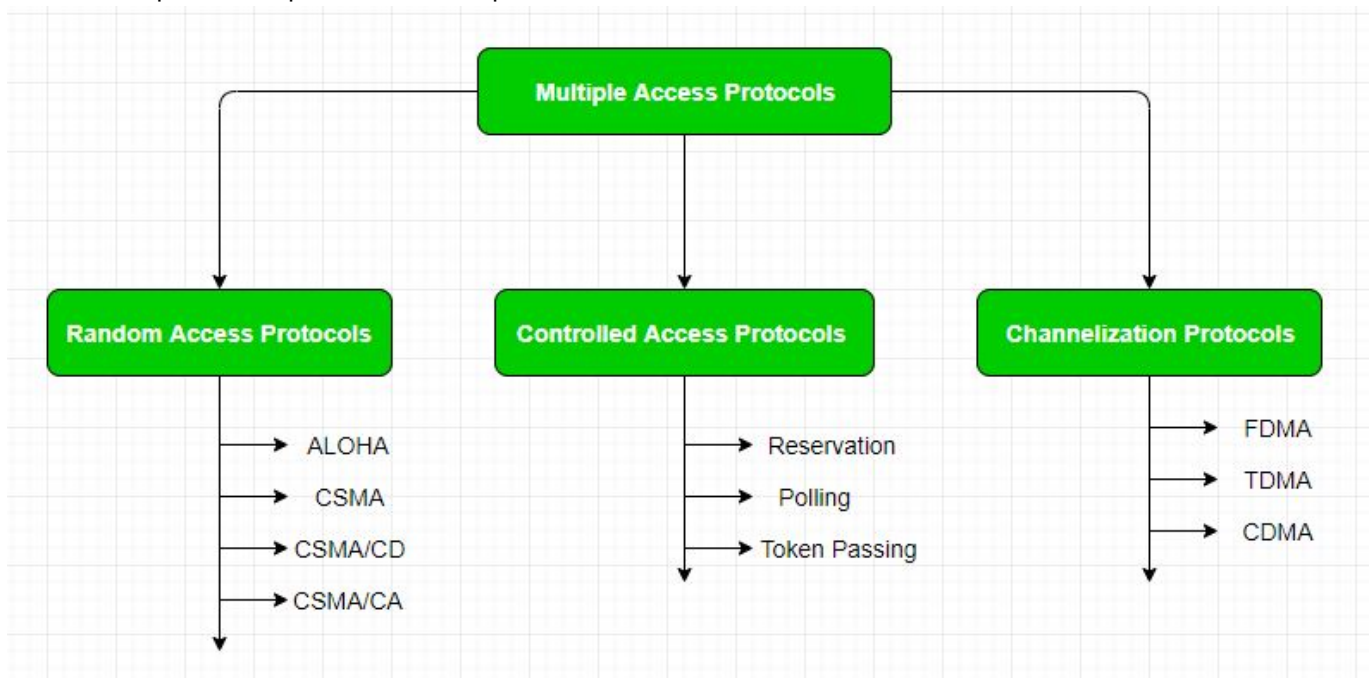 Multiple Access Protocols
Random Access Protocols
ALOHA
CSMA
CSMA/CD
CSMA/CA
Controlled Access Protocols
Reservation
Polling
Token Passing
Channelization Protocols
FDMA
TDMA
CDMA